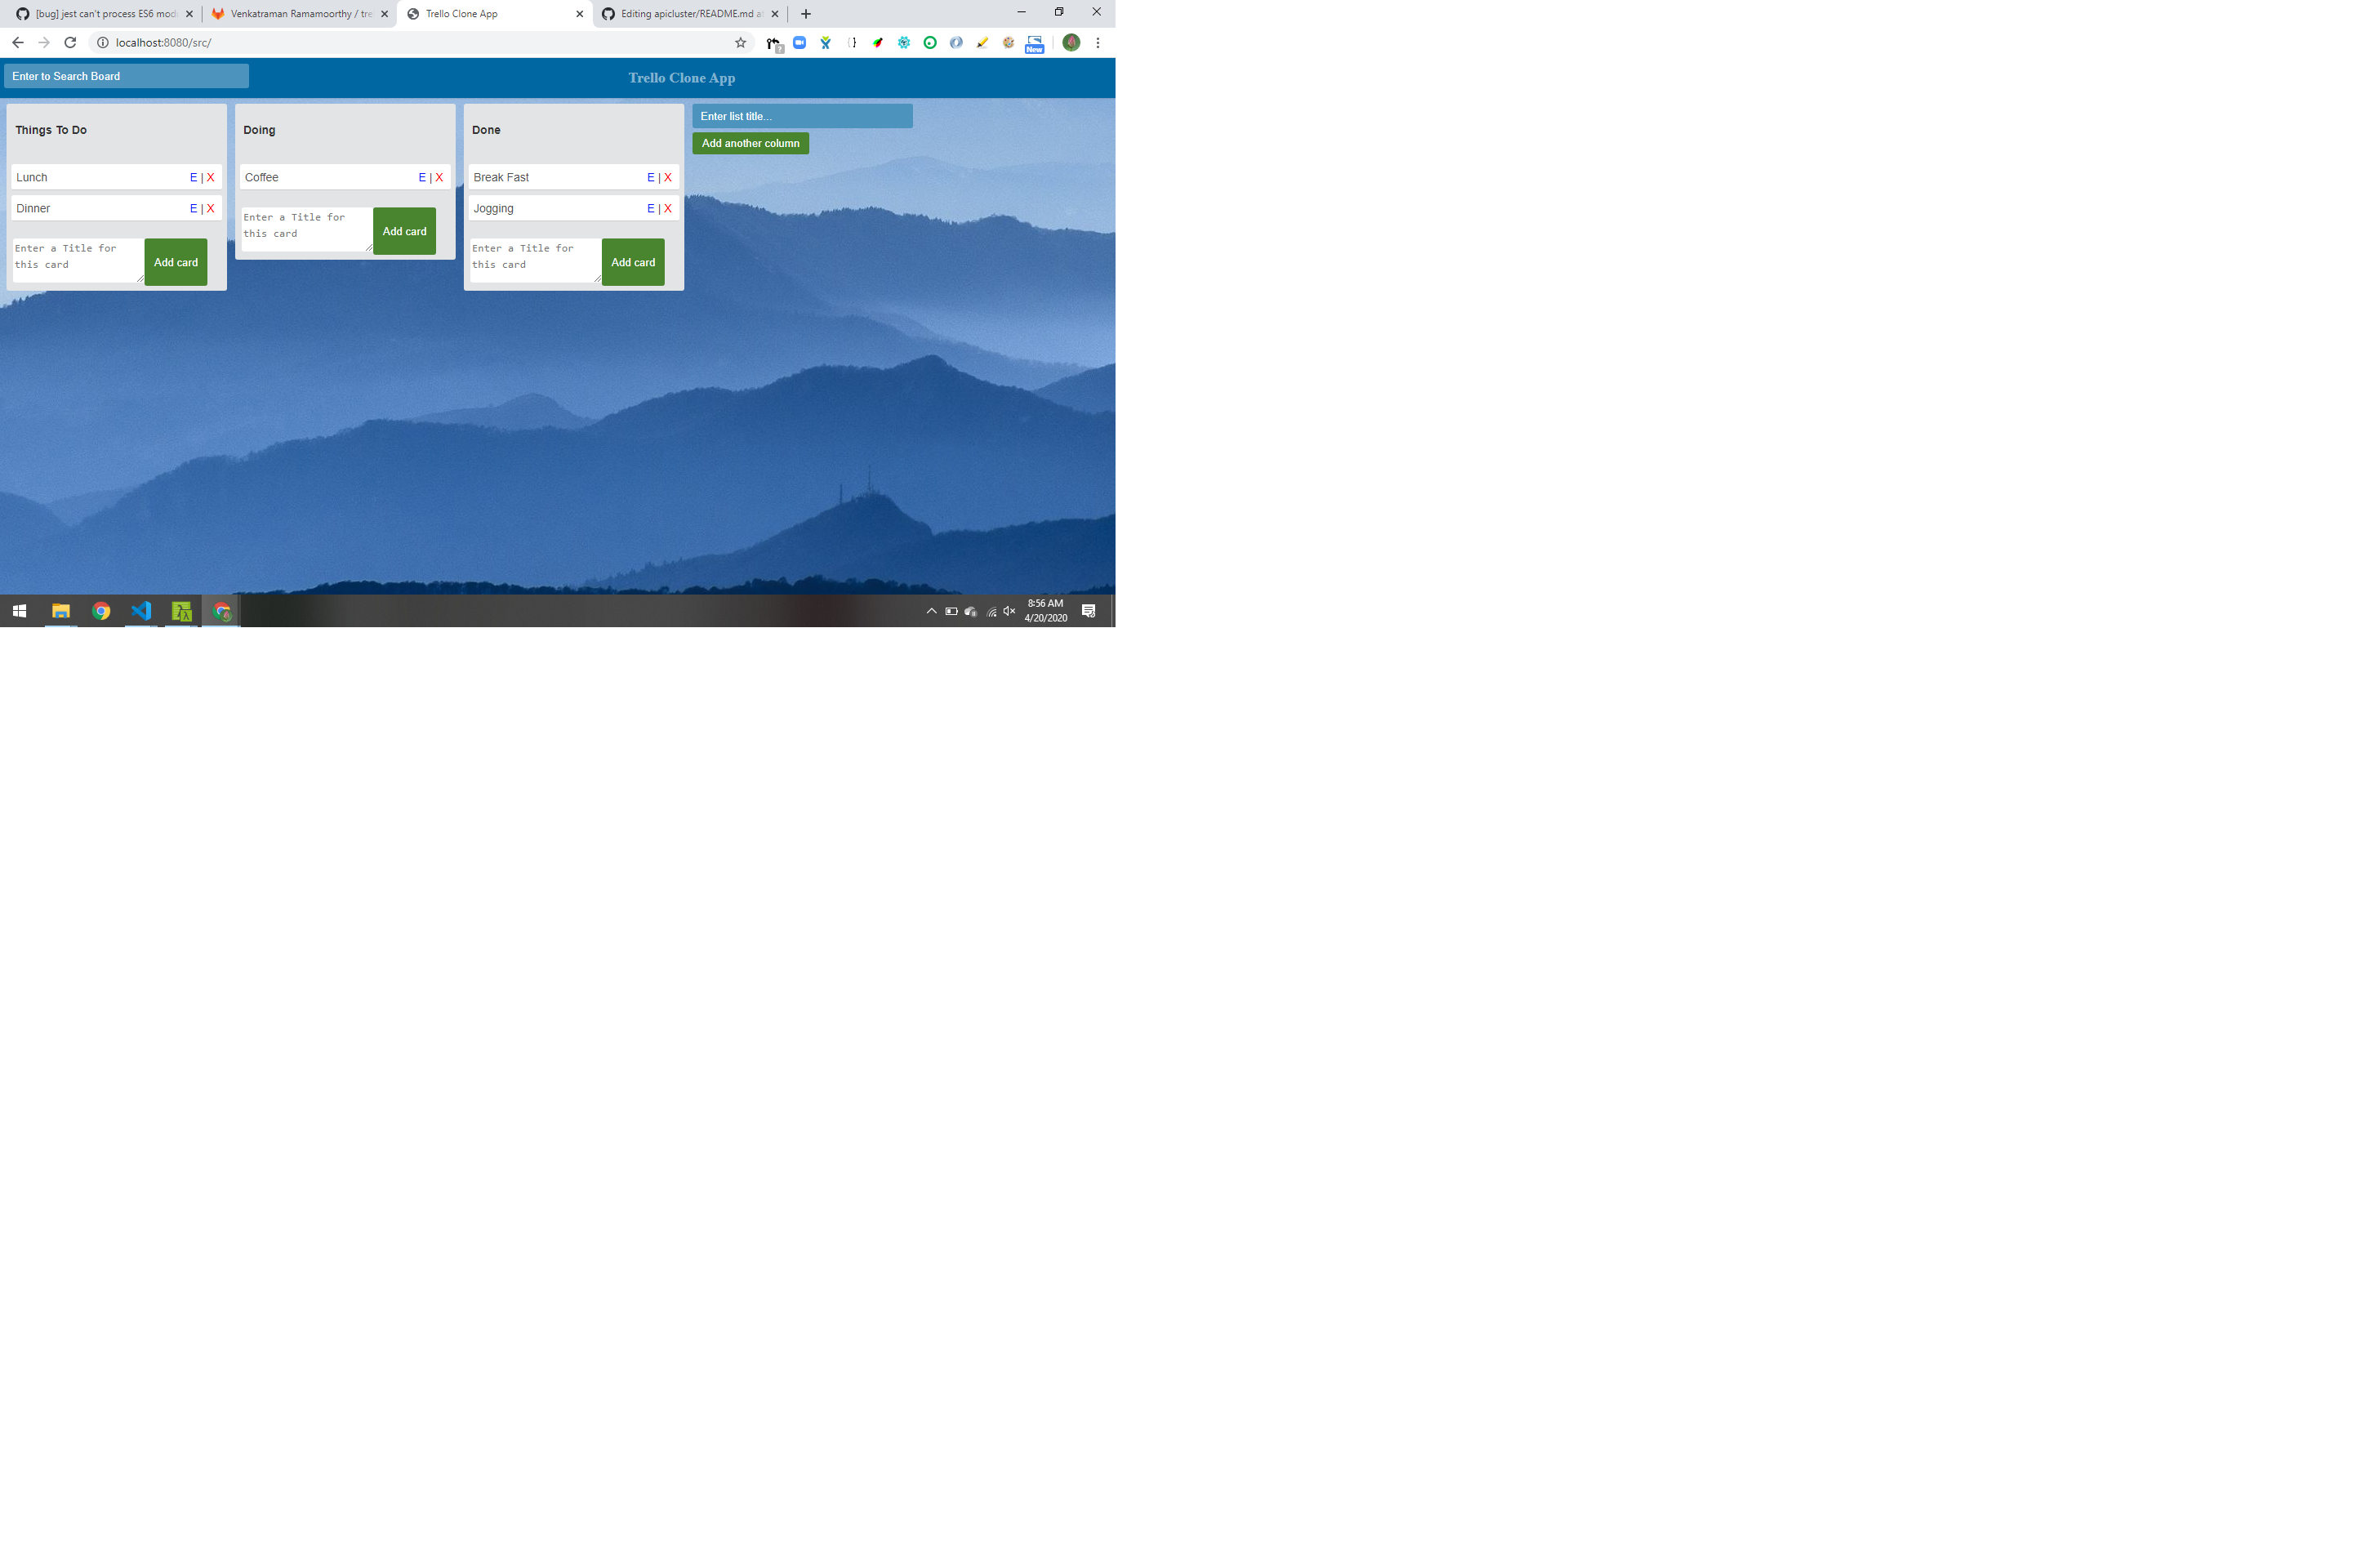 [bug] jest can't process ES6 mod
Venkatraman Ramamoorthy / tre
Trello Clone App
Editing apicluster/README.md at
localhost:8080/src/
New
Enter to Search Board
Trello Clone App
Things To Do
Lunch E | X
Dinner E | X
Enter a Title for
this card
Add card
Doing
Coffee E | X
Enter a Title for
this card
Add card
Done
Break Fast E | X
Jogging E | X
Enter a Title for
this card
Add card
Enter list title...
Add another column
8:56 AM
4/20/2020